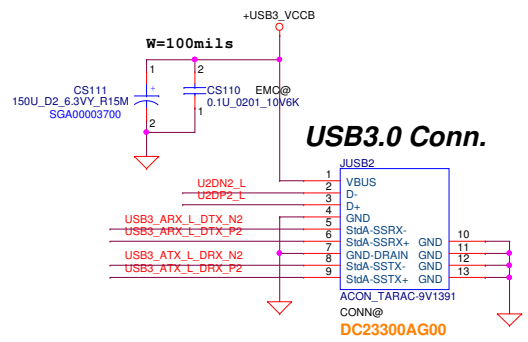 +USB3_VCCB
W=100mils
1
2
CS111
CS110
EMC@
150U_D2_6.3VY_R15M
0.1U_0201_10V6K
SGA00003700
2
1
USB3.0 Conn.
JUSB2
1 VBUS
U2DN2_L 2 D-
U2DP2_L 3 D+
4 GND
USB3_ARX_L_DTX_N2 5 StdA-SSRX-
USB3_ARX_L_DTX_P2 6 StdA-SSRX+ GND 10
7 GND-DRAIN GND 11
USB3_ATX_L_DRX_N2 8 StdA-SSTX- GND 12
USB3_ATX_L_DRX_P2 9 StdA-SSTX+ GND 13
ACON_TARAC-9V1391
CONN@
DC23300AG00